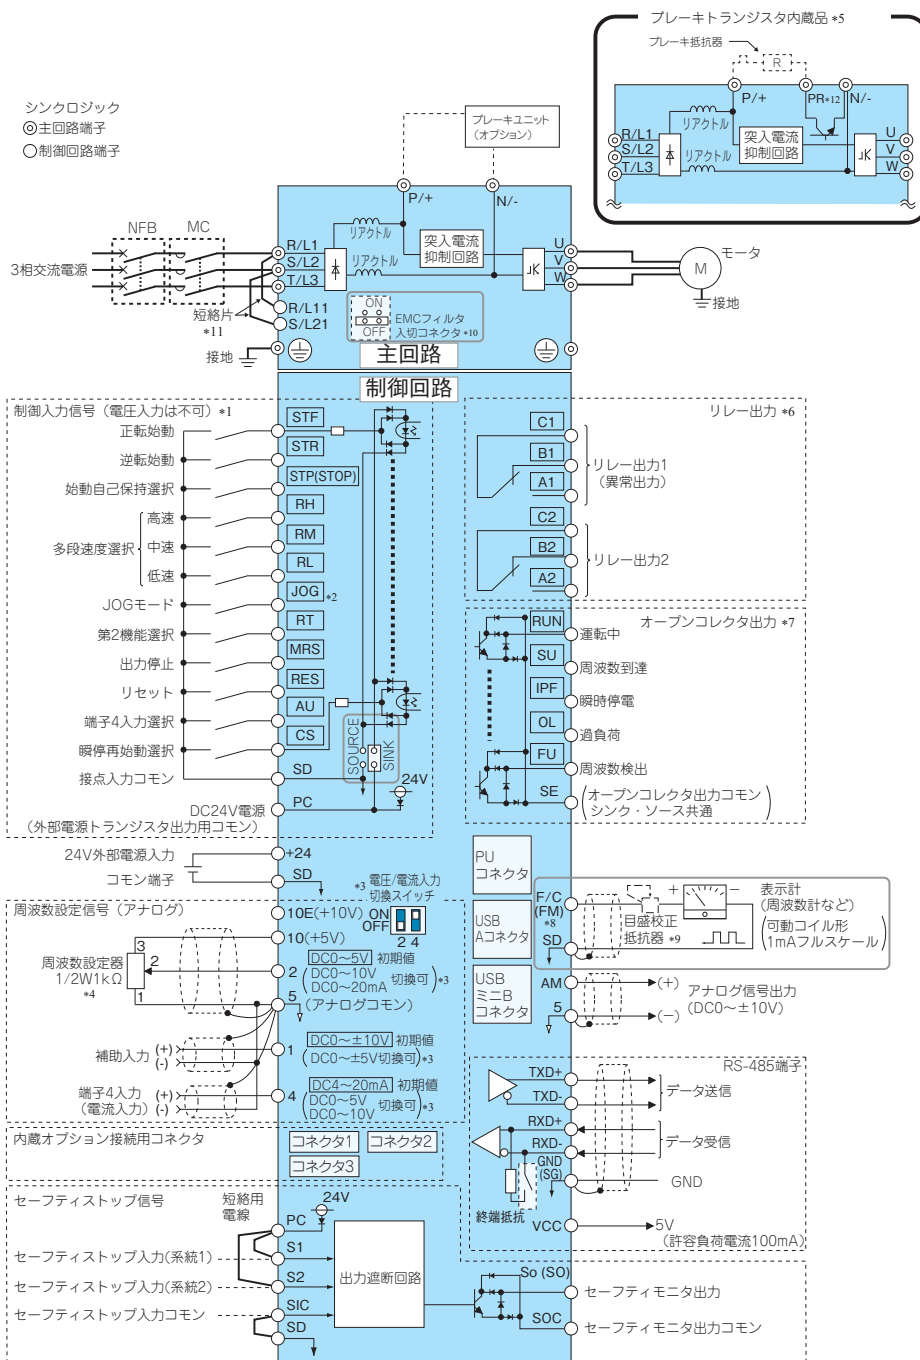 ブレーキトランジスタ内蔵品 *5
ブレーキ抵抗器
R
P/+
PR*12
N/-
R/L1
S/L2
T/L3
リアクトル
リアクトル
突入電流
抑制回路
U
V
W
シンクロジック
主回路端子
制御回路端子
ブレーキユニット
(オプション)
P/+
N/-
NFB
MC
3相交流電源
R/L1
S/L2
T/L3
R/L11
S/L21
短絡片
*11
接地
リアクトル
リアクトル
突入電流
抑制回路
U
V
W
モータ
M
接地
ON
OFF
EMCフィルタ
入切コネクタ*10
主回路
制御回路
制御入力信号(電圧入力は不可) *1
正転始動
STF
逆転始動
STR
始動自己保持選択
STP(STOP)
多段速度選択
高速
RH
中速
RM
低速
RL
JOGモード
JOG *2
第2機能選択
RT
出力停止
MRS
リセット
RES
端子4入力選択
AU
瞬停再始動選択
CS
接点入力コモン
SD
SOURCE
SINK
24V
DC24V電源
(外部電源トランジスタ出力用コモン)
PC
24V外部電源入力
+24
コモン端子
SD
リレー出力 *6
C1
B1
A1
リレー出力1
(異常出力)
C2
B2
A2
リレー出力2
オープンコレクタ出力 *7
RUN
運転中
SU
周波数到達
IPF
瞬時停電
OL
過負荷
FU
周波数検出
SE
(オープンコレクタ出力コモン
シンク・ソース共通)
周波数設定信号(アナログ)
*3 電圧/電流入力
切換スイッチ
ON
OFF
2 4
10E(+10V)
10(+5V)
周波数設定器
1/2W1kΩ
*4
3
2
1
2
DC0~5V 初期値
(DC0~10V
DC0~20mA 切換可)*3
5
(アナログコモン)
補助入力 (+)
(-)
1
DC0~±10V 初期値
(DC0~±5V切換可)*3
端子4入力 (+)
(電流入力) (-)
4
DC4~20mA 初期値
(DC0~5V
DC0~10V 切換可)*3
PU
コネクタ
USB
Aコネクタ
USB
ミニB
コネクタ
F/C
(FM)
*8
SD
+
−
目盛校正
抵抗器 *9
表示計
(周波数計など)
(可動コイル形
1mAフルスケール)
AM
5
(+)
(−)
アナログ信号出力
(DC0~±10V)
RS-485端子
TXD+
TXD-
データ送信
RXD+
RXD-
データ受信
GND
(SG)
GND
終端抵抗
VCC
5V
(許容負荷電流100mA)
内蔵オプション接続用コネクタ
コネクタ1
コネクタ2
コネクタ3
セーフティストップ信号
短絡用
電線
24V
PC
セーフティストップ入力(系統1)
S1
セーフティストップ入力(系統2)
S2
セーフティストップ入力コモン
SIC
SD
出力遮断回路
So (SO)
セーフティモニタ出力
SOC
セーフティモニタ出力コモン